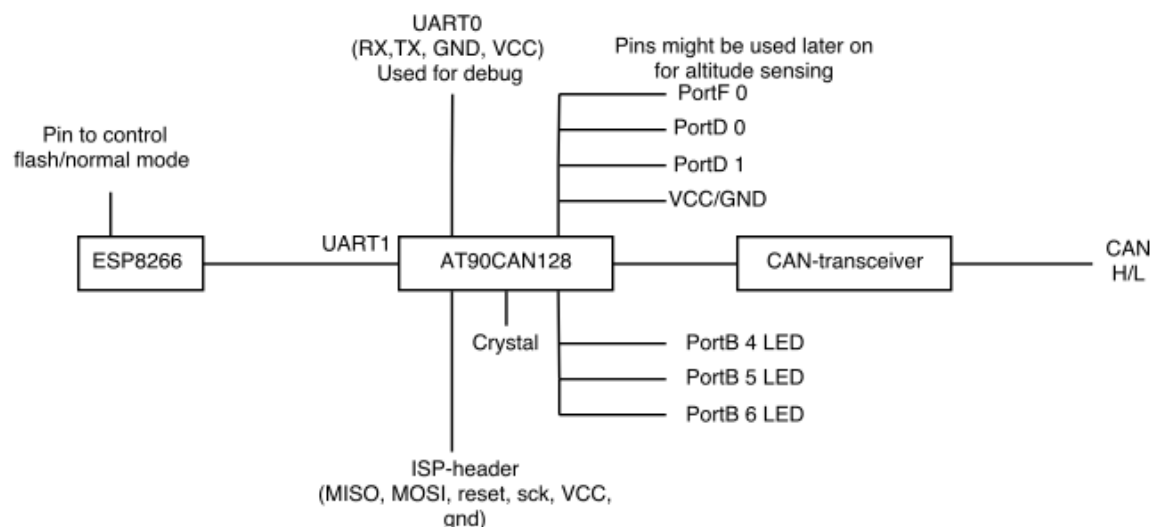 UART0
(RX,TX, GND, VCC)
Used for debug
Pins might be used later on
for altitude sensing
PortF 0
PortD 0
PortD 1
VCC/GND
Pin to control
flash/normal mode
ESP8266
UART1
AT90CAN128
CAN-transceiver
CAN
H/L
Crystal
PortB 4 LED
PortB 5 LED
PortB 6 LED
ISP-header
(MISO, MOSI, reset, sck, VCC,
gnd)